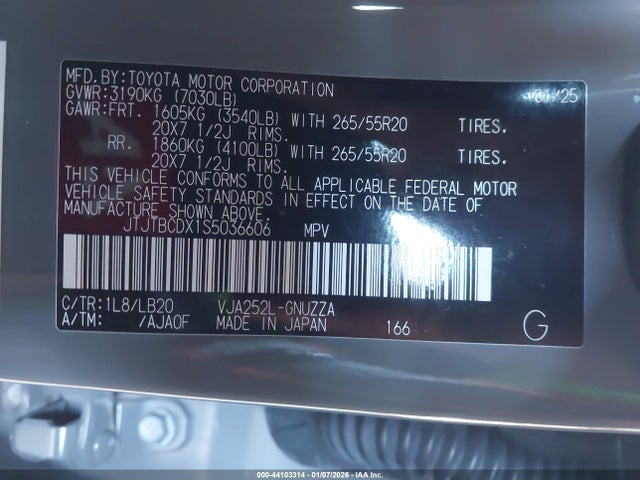 MFD.BY:TOYOTA MOTOR CORPORATION 01/25
GVWR:3190KG (7030LB)
GAWR:FRT. 1605KG (3540LB) WITH 265/55R20 TIRES.
20X7 1/2J RIMS.
RR. 1860KG (4100LB) WITH 265/55R20 TIRES.
20X7 1/2J RIMS.
THIS VEHICLE CONFORMS TO ALL APPLICABLE FEDERAL MOTOR
VEHICLE SAFETY STANDARDS IN EFFECT ON THE DATE OF
MANUFACTURE SHOWN ABOVE.
JTJTBCDX1S5036606 MPV
C/TR:1L8/LB20 VJA252L-GNUZZA
A/TM: /AJA0F MADE IN JAPAN 166 G
000-44103314 | 01/07/2026 | IAA Inc.